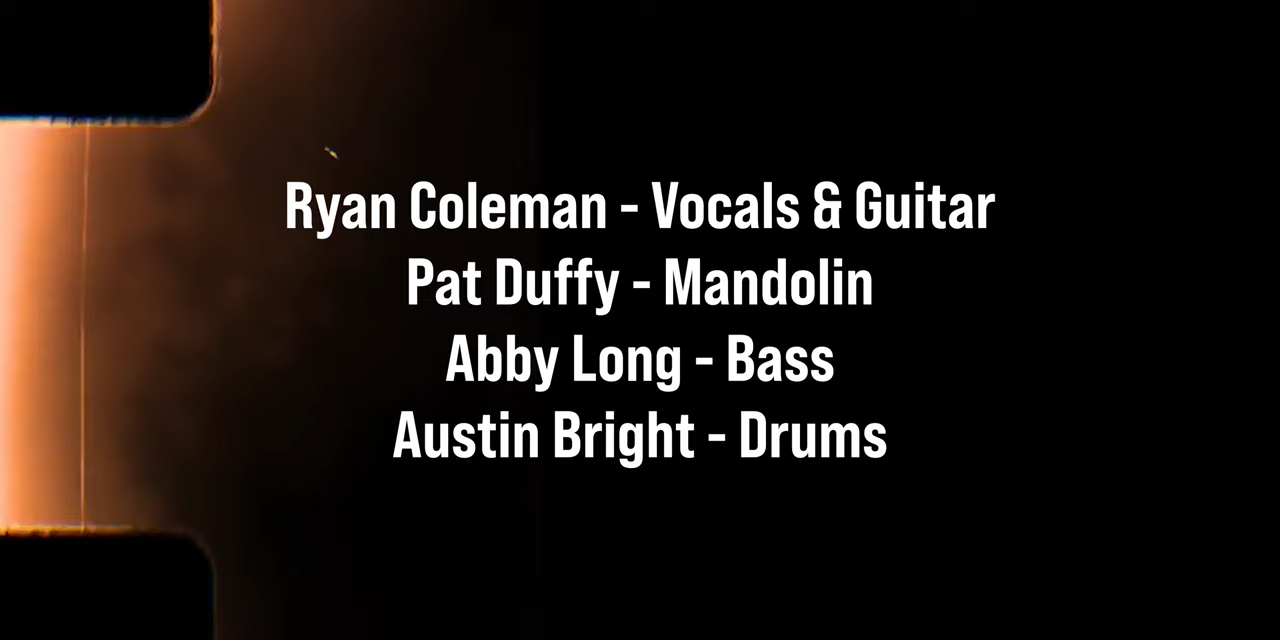 Ryan Coleman - Vocals & Guitar
Pat Duffy - Mandolin
Abby Long - Bass
Austin Bright - Drums